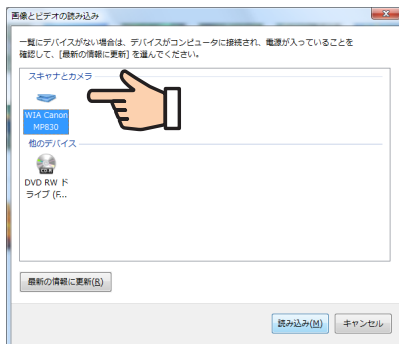 画像とビデオの読み込み
一覧にデバイスがない場合は、デバイスがコンピュータに接続され、電源が入っていることを
確認して、[最新の情報に更新] を選んでください。
スキャナとカメラ
WIA Canon
MP830
他のデバイス
DVD RW ド
ライブ (F...
最新の情報に更新(R)
読み込み(M)
キャンセル